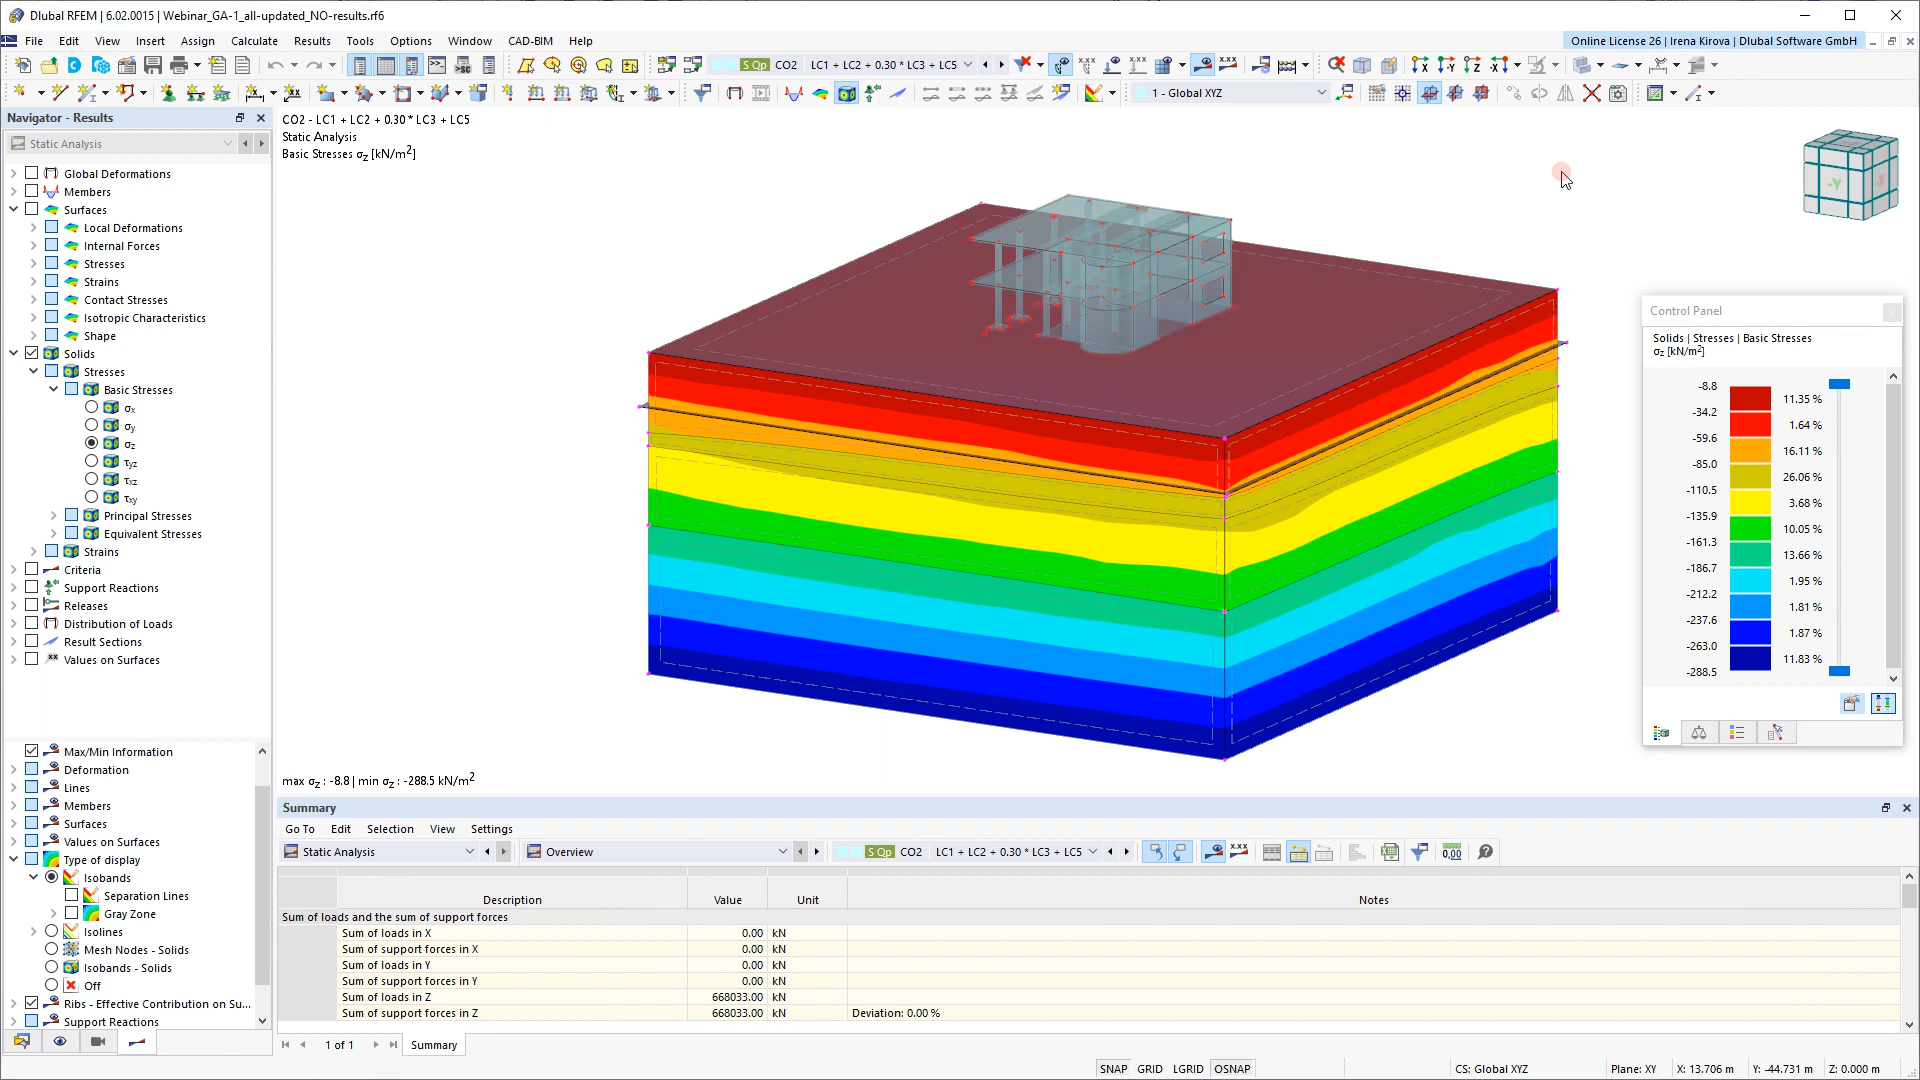 Dlubal RFEM | 6.02.0015 | Webinar_GA-1_all-updated_NO-results.rf6
File Edit View Insert Assign Calculate Results Tools Options Window CAD-BIM Help
Online License 26 | Irena Kirova | Dlubal Software GmbH
S Qp CO2 LC1 + LC2 + 0.30 * LC3 + LC5
1 - Global XYZ
Navigator - Results
Static Analysis
Global Deformations
Members
Surfaces
Local Deformations
Internal Forces
Stresses
Strains
Contact Stresses
Isotropic Characteristics
Shape
Solids
Stresses
Basic Stresses
σx
σy
σz
τyz
τxz
τxy
Principal Stresses
Equivalent Stresses
Strains
Criteria
Support Reactions
Releases
Distribution of Loads
Result Sections
Values on Surfaces
Max/Min Information
Deformation
Lines
Members
Surfaces
Values on Surfaces
Type of display
Isobands
Separation Lines
Gray Zone
Isolines
Mesh Nodes - Solids
Isobands - Solids
Off
Ribs - Effective Contribution on Su...
Support Reactions
CO2 - LC1 + LC2 + 0.30 * LC3 + LC5
Static Analysis
Basic Stresses σz [kN/m²]
-Y
-X
Control Panel
Solids | Stresses | Basic Stresses
σz [kN/m²]
-8.8
11.35 %
-34.2
1.64 %
-59.6
16.11 %
-85.0
26.06 %
-110.5
3.68 %
-135.9
10.05 %
-161.3
13.66 %
-186.7
1.95 %
-212.2
1.81 %
-237.6
1.87 %
-263.0
11.83 %
-288.5
max σz : -8.8 | min σz : -288.5 kN/m²
Summary
Go To Edit Selection View Settings
Static Analysis Overview S Qp CO2 LC1 + LC2 + 0.30 * LC3 + LC5
Description Value Unit Notes
Sum of loads and the sum of support forces
Sum of loads in X 0.00 kN
Sum of support forces in X 0.00 kN
Sum of loads in Y 0.00 kN
Sum of support forces in Y 0.00 kN
Sum of loads in Z 668033.00 kN
Sum of support forces in Z 668033.00 kN Deviation: 0.00 %
1 of 1 Summary
SNAP GRID LGRID OSNAP CS: Global XYZ Plane: XY X: 13.706 m Y: -44.731 m Z: 0.000 m